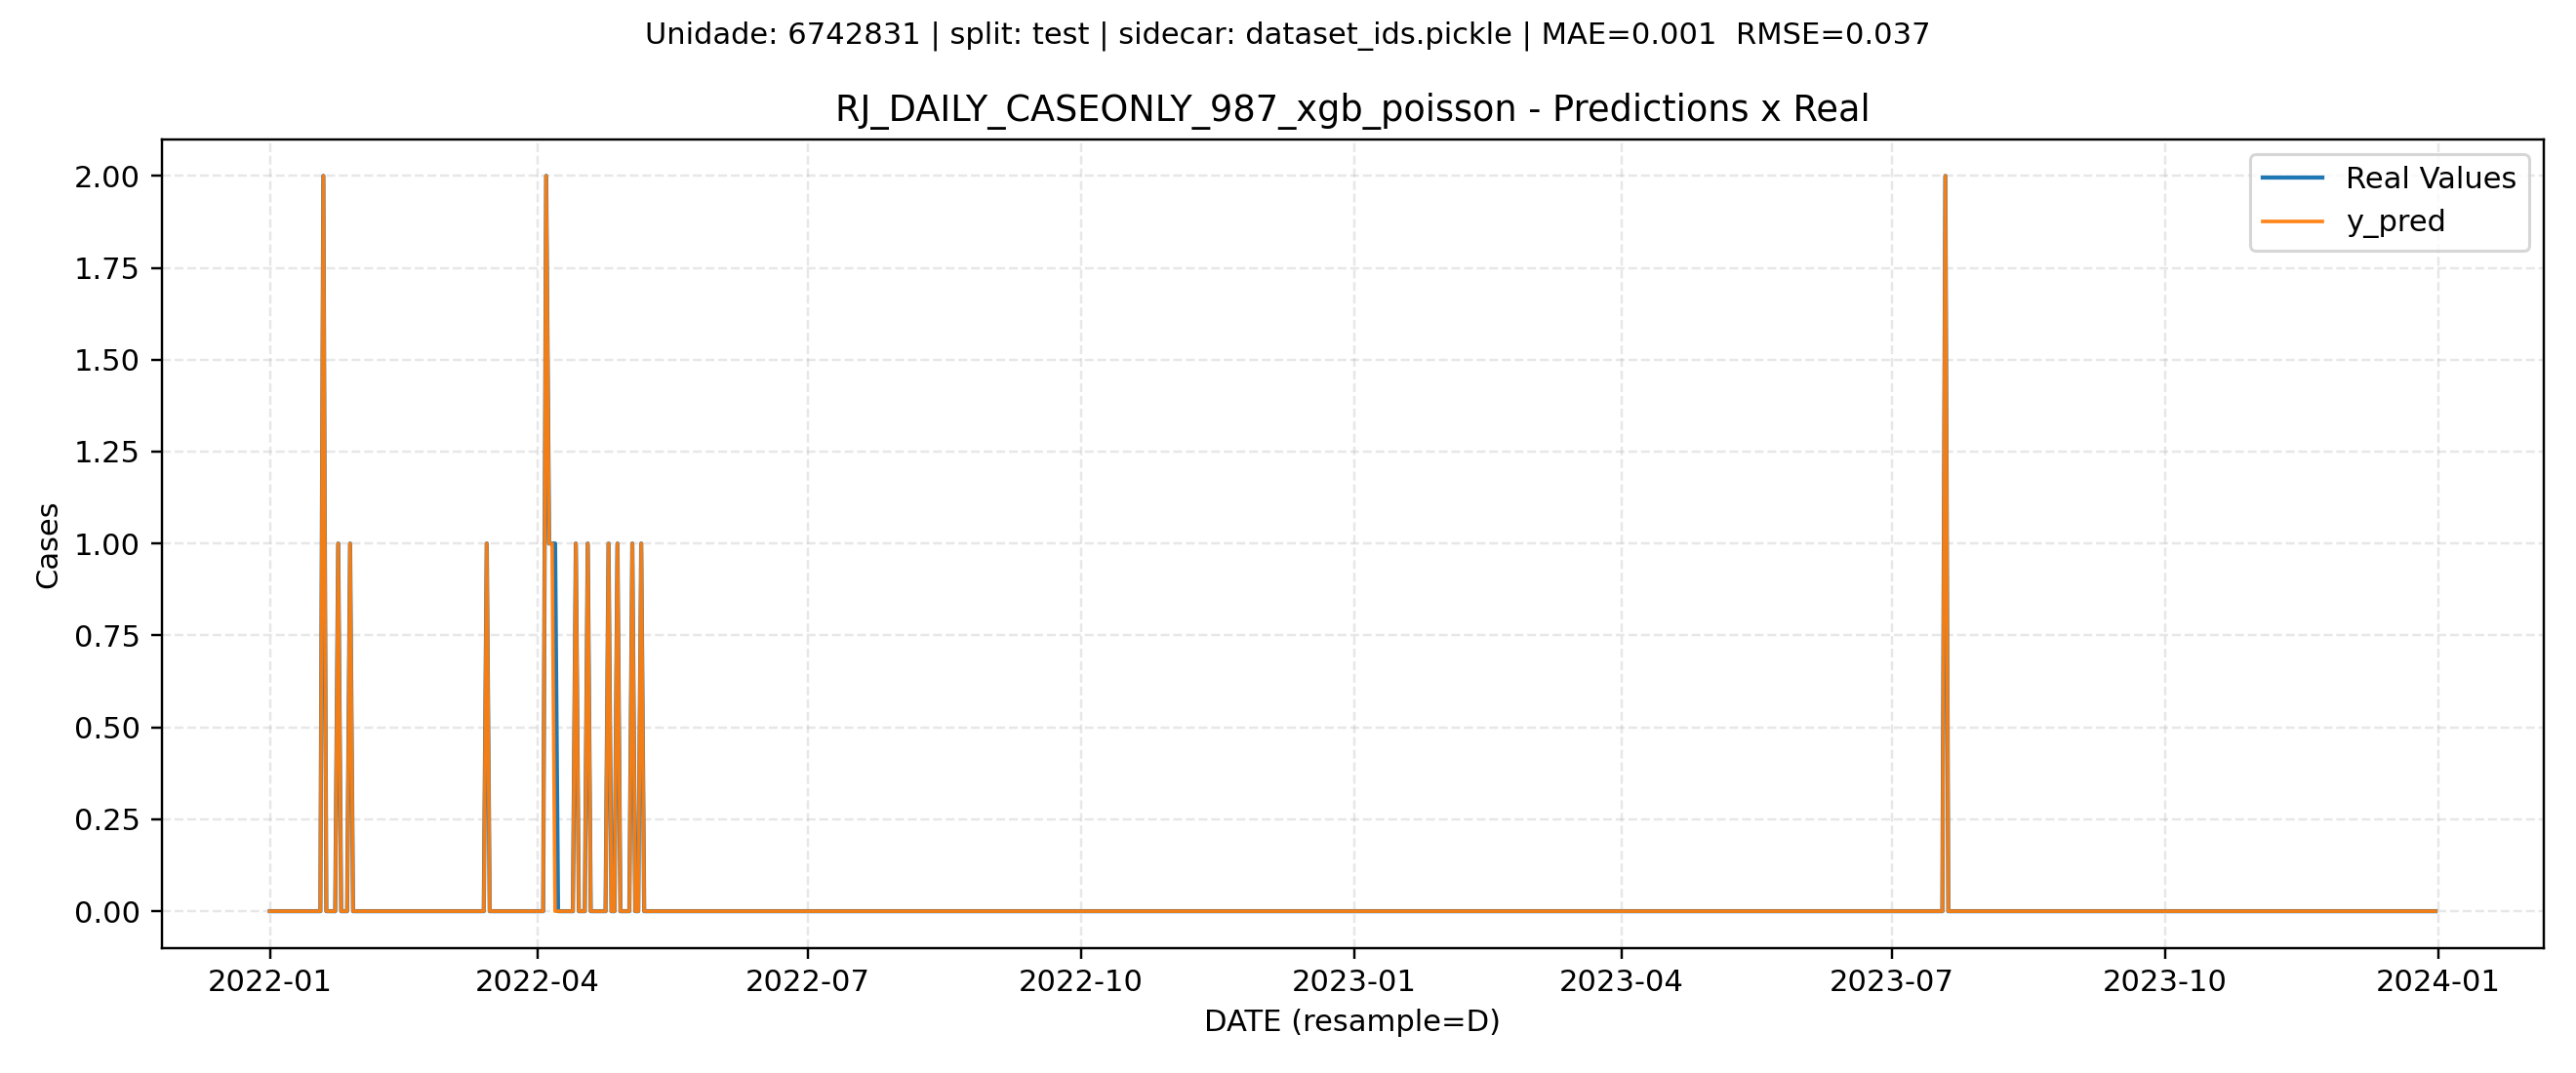 Unidade: 6742831 | split: test | sidecar: dataset_ids.pickle | MAE=0.001  RMSE=0.037
RJ_DAILY_CASEONLY_987_xgb_poisson - Predictions x Real
Real Values
y_pred
Cases
2.00
1.75
1.50
1.25
1.00
0.75
0.50
0.25
0.00
2022-01 2022-04 2022-07 2022-10 2023-01 2023-04 2023-07 2023-10 2024-01
DATE (resample=D)